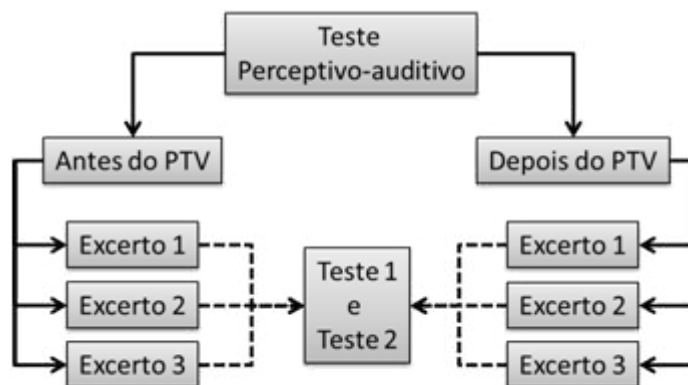 Teste
Perceptivo-auditivo
Antes do PTV
Depois do PTV
Excerto 1
Excerto 2
Excerto 3
Teste 1
e
Teste 2
Excerto 1
Excerto 2
Excerto 3